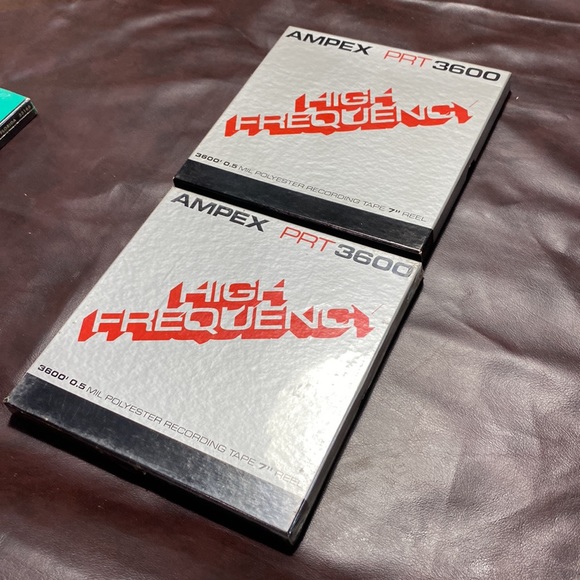 AMPEX PRT 3600
HIGH
FREQUENCY
3600' 0.5 MIL POLYESTER RECORDING TAPE 7" REEL
AMPEX PRT 3600
HIGH
FREQUENCY
3600' 0.5 MIL POLYESTER RECORDING TAPE 7" REEL